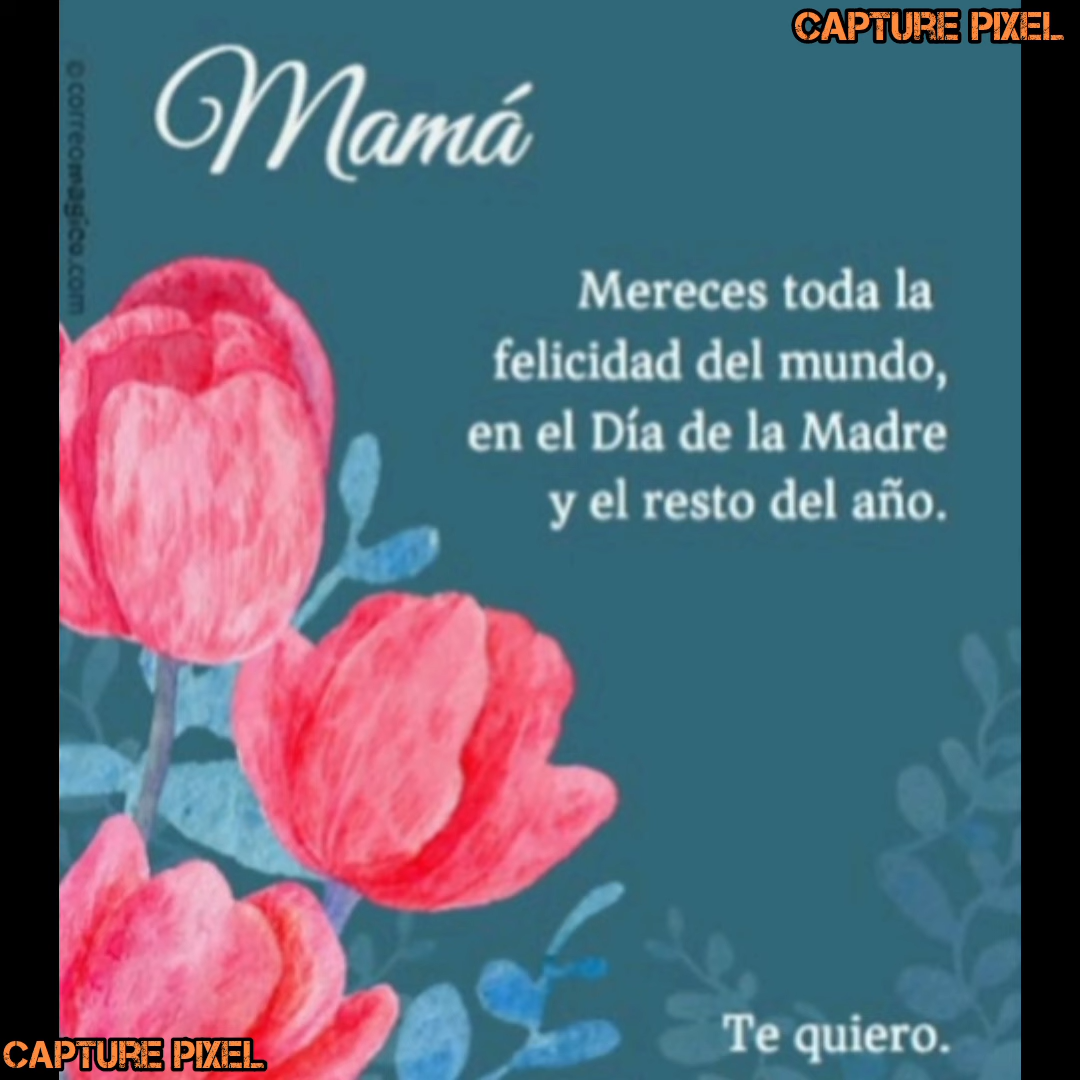 CAPTURE PIXEL
© correomagico.com
Mamá
Mereces toda la
felicidad del mundo,
en el Día de la Madre
y el resto del año.
Te quiero.
CAPTURE PIXEL